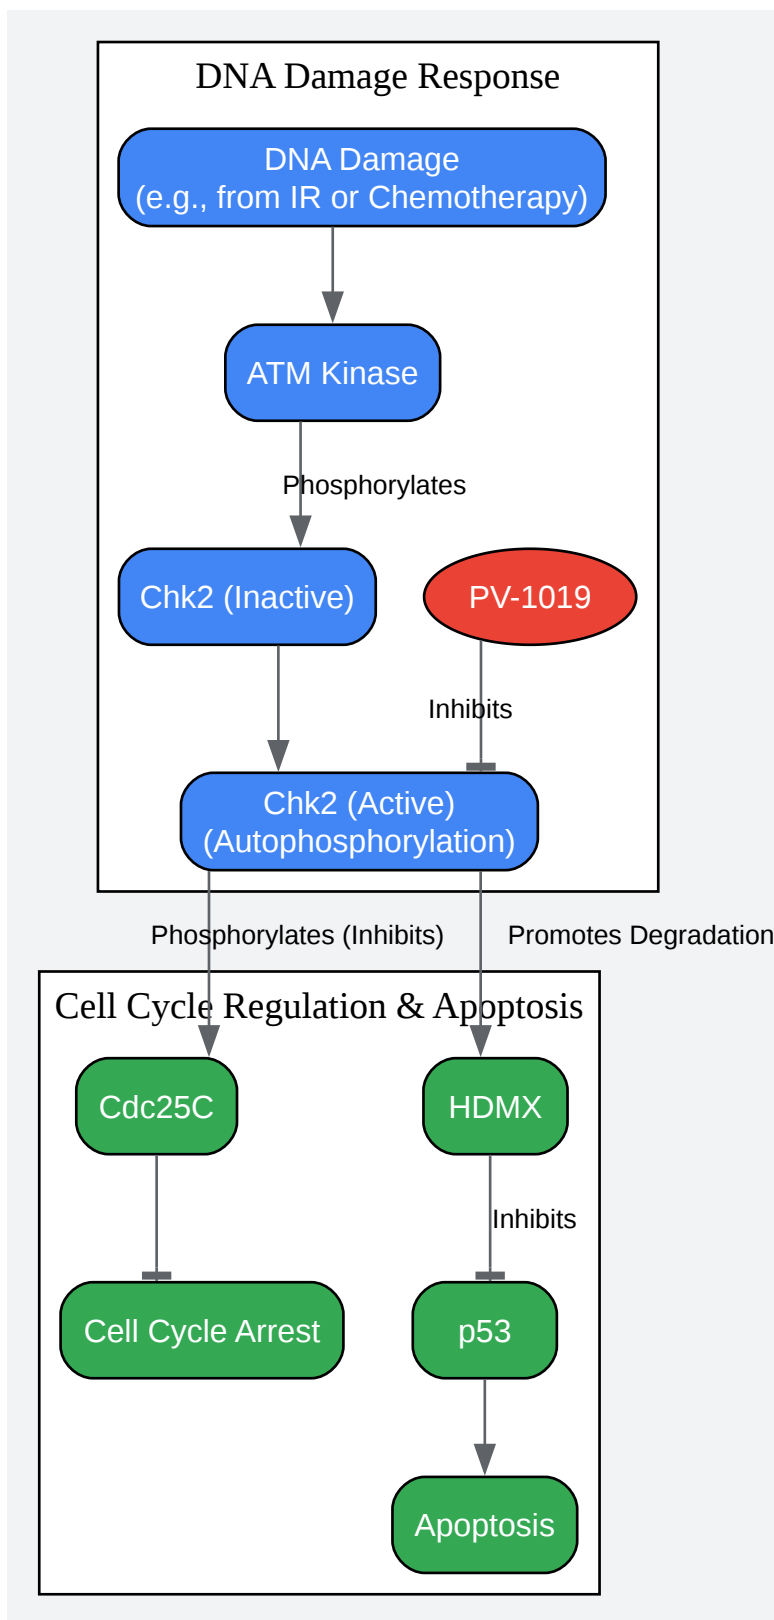 DNA Damage Response
DNA Damage
(e.g., from IR or Chemotherapy)
ATM Kinase
Phosphorylates
Chk2 (Inactive)
PV-1019
Inhibits
Chk2 (Active)
(Autophosphorylation)
Phosphorylates (Inhibits)
Promotes Degradation
Cell Cycle Regulation & Apoptosis
Cdc25C
HDMX
Inhibits
Cell Cycle Arrest
p53
Apoptosis